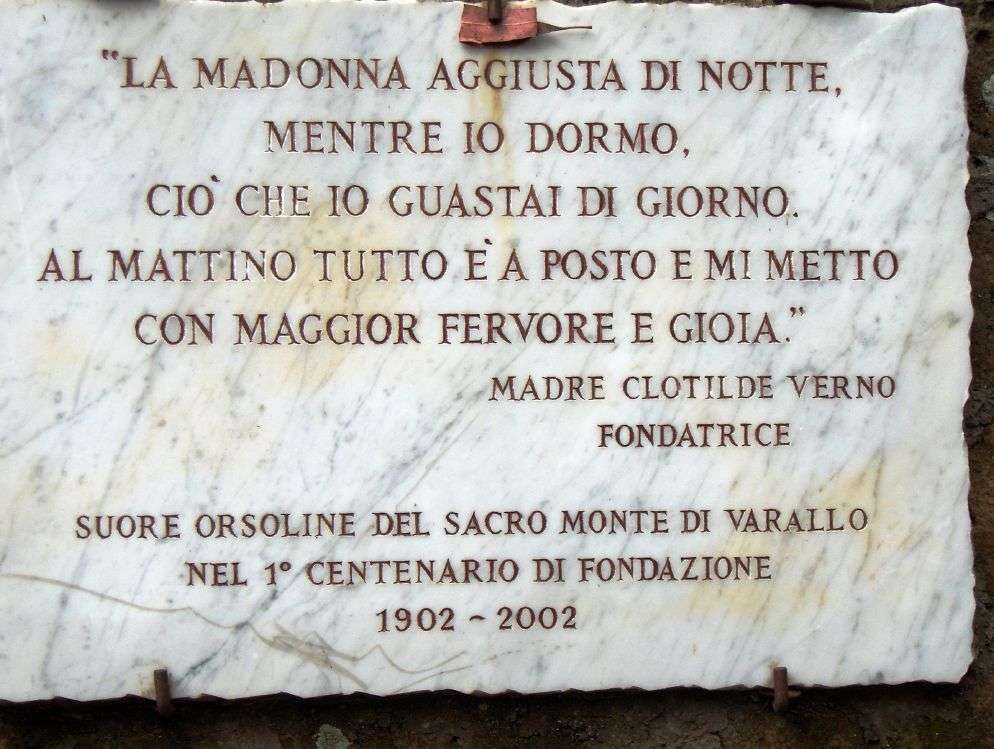 "LA MADONNA AGGIUSTA DI NOTTE,
MENTRE IO DORMO,
CIÒ CHE IO GUASTAI DI GIORNO.
AL MATTINO TUTTO È A POSTO E MI METTO
CON MAGGIOR FERVORE E GIOIA."
MADRE CLOTILDE VERNO
FONDATRICE
SUORE ORSOLINE DEL SACRO MONTE DI VARALLO
NEL 1° CENTENARIO DI FONDAZIONE
1902 ~ 2002